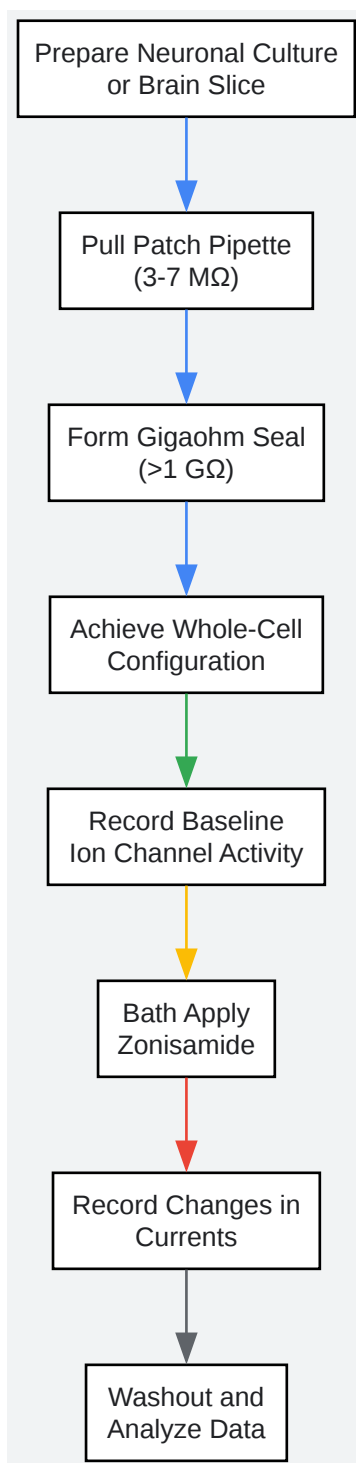 Prepare Neuronal Culture
or Brain Slice
Pull Patch Pipette
(3-7 MΩ)
Form Gigaohm Seal
(>1 GΩ)
Achieve Whole-Cell
Configuration
Record Baseline
Ion Channel Activity
Bath Apply
Zonisamide
Record Changes in
Currents
Washout and
Analyze Data